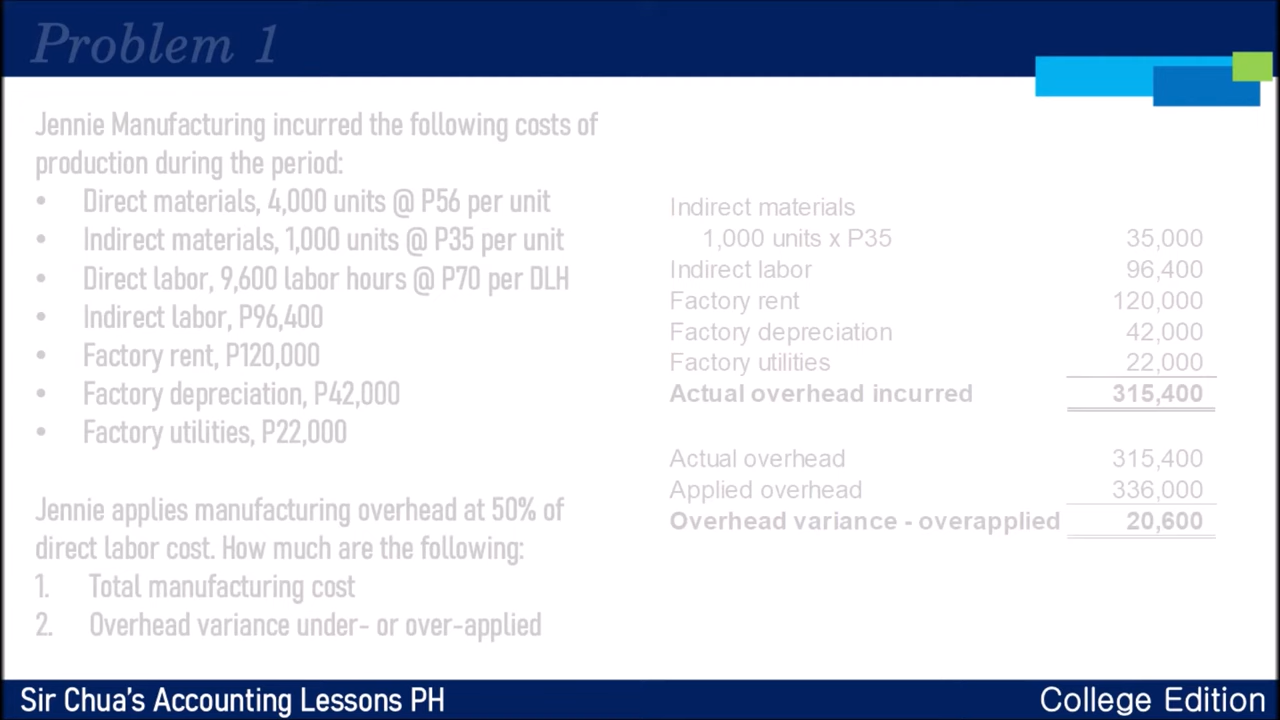 Problem 1
Jennie Manufacturing incurred the following costs of
production during the period:
• Direct materials, 4,000 units @ P56 per unit
• Indirect materials, 1,000 units @ P35 per unit
• Direct labor, 9,600 labor hours @ P70 per DLH
• Indirect labor, P96,400
• Factory rent, P120,000
• Factory depreciation, P42,000
• Factory utilities, P22,000
Jennie applies manufacturing overhead at 50% of
direct labor cost. How much are the following:
1. Total manufacturing cost
2. Overhead variance under- or over-applied
Indirect materials
1,000 units x P35 35,000
Indirect labor 96,400
Factory rent 120,000
Factory depreciation 42,000
Factory utilities 22,000
Actual overhead incurred 315,400
Actual overhead 315,400
Applied overhead 336,000
Overhead variance - overapplied 20,600
Sir Chua's Accounting Lessons PH
College Edition